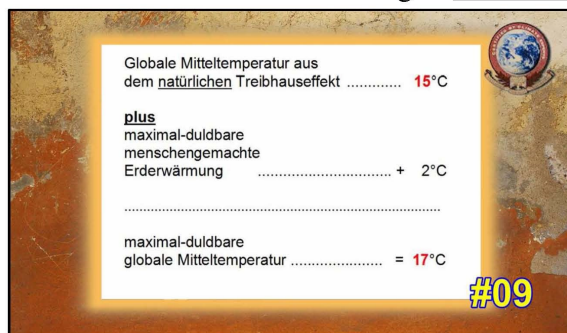 Globale Mitteltemperatur aus
dem natürlichen Treibhauseffekt ............. 15°C
plus
maximal-duldbare
menschengemachte
Erderwärmung ................................ + 2°C
............................................................................
maximal-duldbare
globale Mitteltemperatur ...................... = 17°C
#09